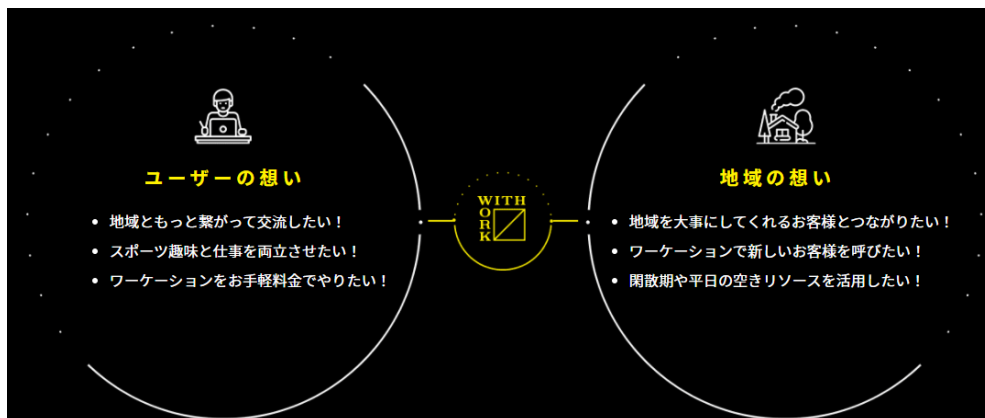 ユーザーの想い
地域ともっと繋がって交流したい！
スポーツ趣味と仕事を両立させたい！
ワーケーションをお手軽料金でやりたい！
WITH
WORK
地域の想い
地域を大事にしてくれるお客様とつながりたい！
ワーケーションで新しいお客様を呼びたい！
閑散期や平日の空きリソースを活用したい！